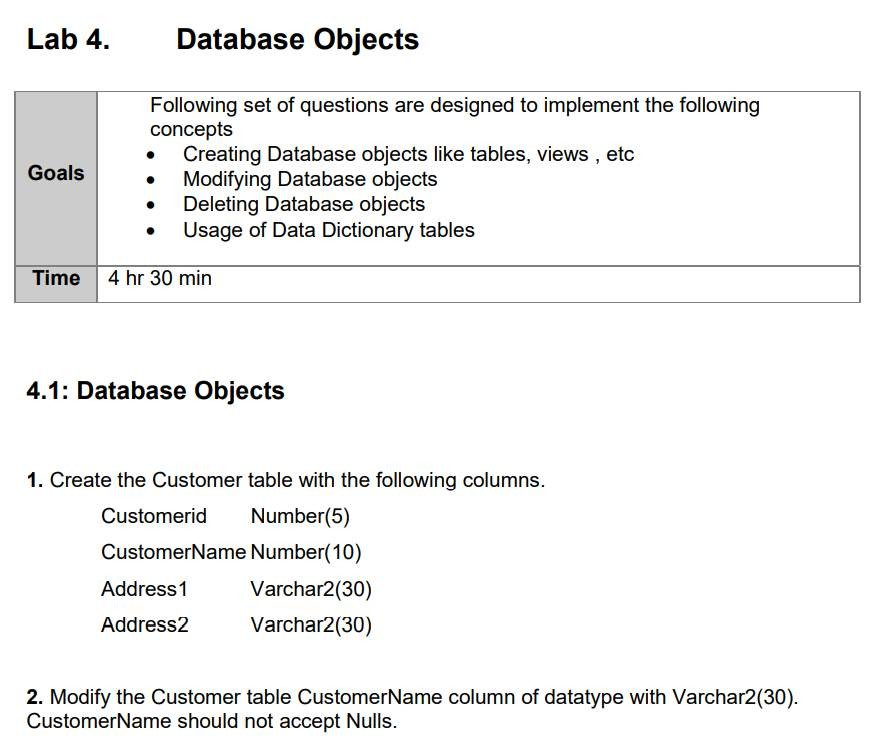 Lab 4. Database Objects
Goals
Following set of questions are designed to implement the following
concepts
• Creating Database objects like tables, views , etc
• Modifying Database objects
• Deleting Database objects
• Usage of Data Dictionary tables
Time 4 hr 30 min
4.1: Database Objects
1. Create the Customer table with the following columns.
Customerid Number(5)
CustomerName Number(10)
Address1 Varchar2(30)
Address2 Varchar2(30)
2. Modify the Customer table CustomerName column of datatype with Varchar2(30).
CustomerName should not accept Nulls.